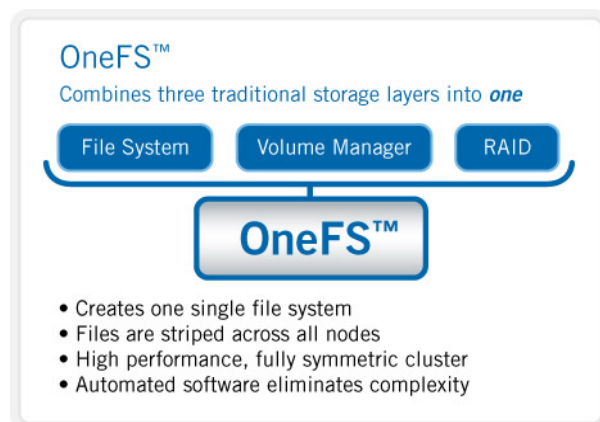 OneFS™
Combines three traditional storage layers into one
File System
Volume Manager
RAID
OneFS™
• Creates one single file system
• Files are striped across all nodes
• High performance, fully symmetric cluster
• Automated software eliminates complexity